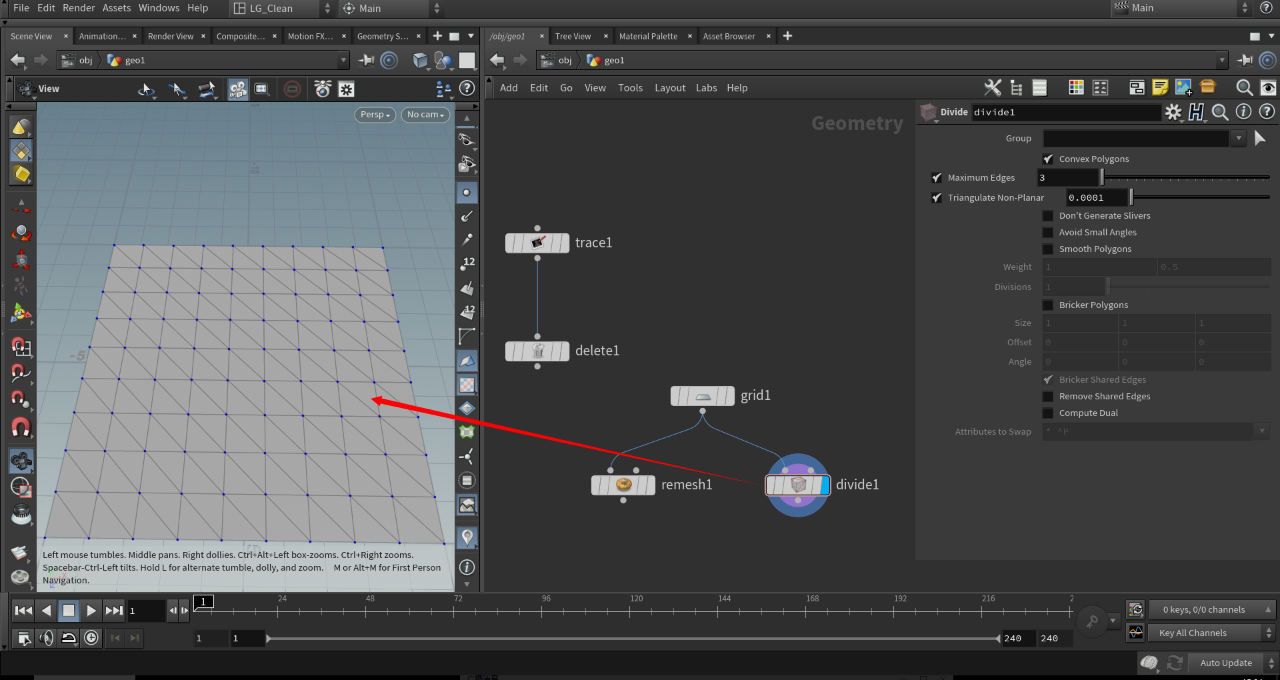 File Edit Render Assets Windows Help LG_Clean Main Main
Scene View Animation... Render View Composite... Motion FX... Geometry S...
/obj/geo1 Tree View Material Palette Asset Browser
obj geo1
obj geo1
View
Add Edit Go View Tools Layout Labs Help
Persp No cam
Geometry
Divide divide1
Group
Convex Polygons
Maximum Edges 3
Triangulate Non-Planar 0.0001
Don't Generate Slivers
Avoid Small Angles
Smooth Polygons
Weight 1 0.5
Divisions 1
Bricker Polygons
Size 1 1 1
Offset 0 0 0
Angle 0 0 0
Bricker Shared Edges
Remove Shared Edges
Compute Dual
Attributes to Swap * ^P
trace1
delete1
grid1
remesh1
divide1
-5
12
12
Left mouse tumbles. Middle pans. Right dollies. Ctrl+Alt+Left box-zooms. Ctrl+Right zooms.
Spacebar-Ctrl-Left tilts. Hold L for alternate tumble, dolly, and zoom. M or Alt+M for First Person
Navigation.
1 1 24 48 72 96 120 144 168 192 216 2
0 keys, 0/0 channels
1 1 240 240
Key All Channels
Auto Update